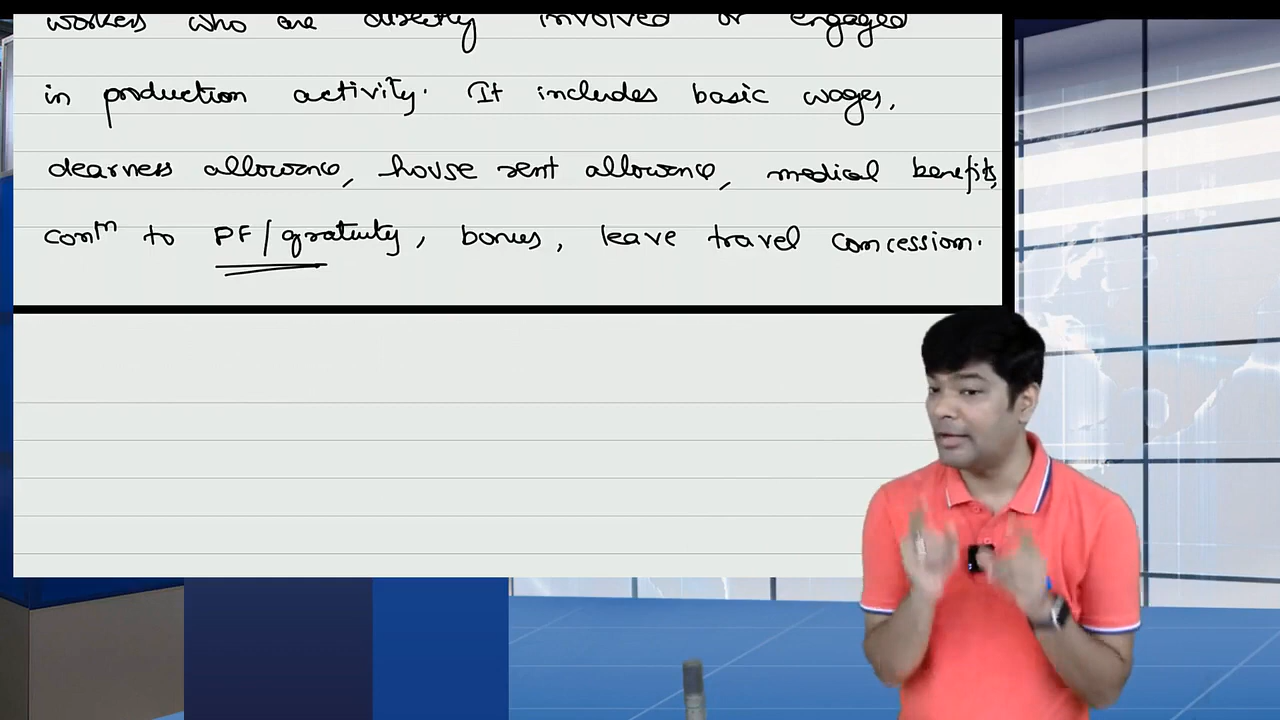 workers who are directly involved or engaged
in production activity. It includes basic wages,
dearness allowance, house rent allowance, medical benefits,
contn to PF/gratuity, bonus, leave travel concession.